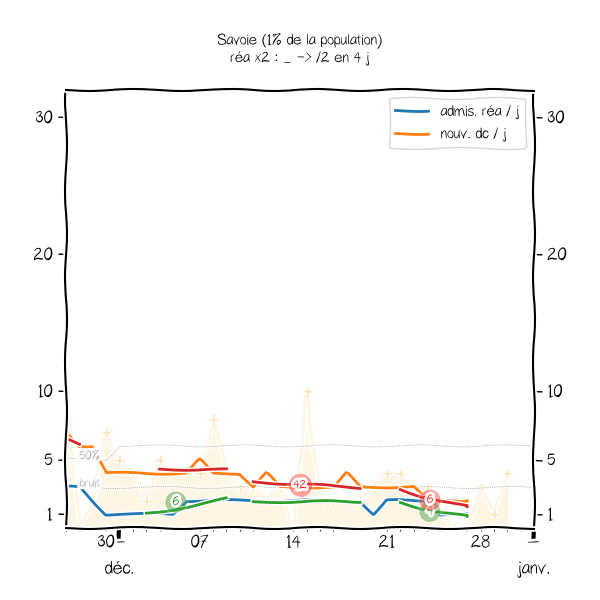 Savoie (1% de la population)
réa x2 : _ -> /2 en 4 j
admis. réa / j
nouv. dc / j
30
30
20
20
10
10
50%
5
5
bruit
42
6
6
1
1
30
07
14
21
28
déc.
janv.